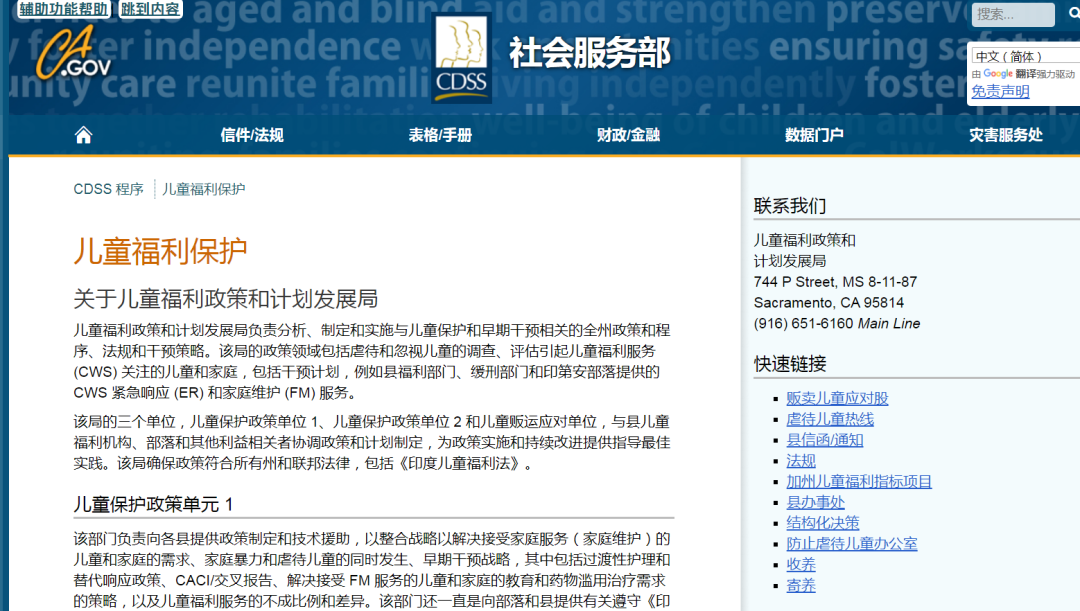 辅助功能帮助 跳到内容
aged and blind aid and strengthen preserve
foster independence ities ensuring safety
unity care reunite families living independently foster
well-being of children and elderly
CA.GOV
CDSS
社会服务部
搜索...
中文（简体）
由 Google 翻译强力驱动
免责声明
信件/法规 表格/手册 财政/金融 数据门户 灾害服务处
CDSS 程序 儿童福利保护
儿童福利保护
关于儿童福利政策和计划发展局
儿童福利政策和计划发展局负责分析、制定和实施与儿童保护和早期干预相关的全州政策和程
序、法规和干预策略。该局的政策领域包括虐待和忽视儿童的调查、评估引起儿童福利服务
(CWS) 关注的儿童和家庭，包括干预计划，例如县福利部门、缓刑部门和印第安部落提供的
CWS 紧急响应 (ER) 和家庭维护 (FM) 服务。
该局的三个单位，儿童保护政策单位 1、儿童保护政策单位 2 和儿童贩运应对单位，与县儿童
福利机构、部落和其他利益相关者协调政策和计划制定，为政策实施和持续改进提供指导最佳
实践。该局确保政策符合所有州和联邦法律，包括《印度儿童福利法》。
儿童保护政策单元 1
该部门负责向各县提供政策制定和技术援助，以整合战略以解决接受家庭服务（家庭维护）的
儿童和家庭的需求、家庭暴力和虐待儿童的同时发生、早期干预战略，其中包括过渡性护理和
替代响应政策、CACI/交叉报告、解决接受 FM 服务的儿童和家庭的教育和药物滥用治疗需求
的策略，以及儿童福利服务的不成比例和差异。该部门还一直是向部落和县提供有关遵守《印
联系我们
儿童福利政策和
计划发展局
744 P Street, MS 8-11-87
Sacramento, CA 95814
(916) 651-6160 Main Line
快速链接
贩卖儿童应对股
虐待儿童热线
县信函/通知
法规
加州儿童福利指标项目
县办事处
结构化决策
防止虐待儿童办公室
收养
寄养